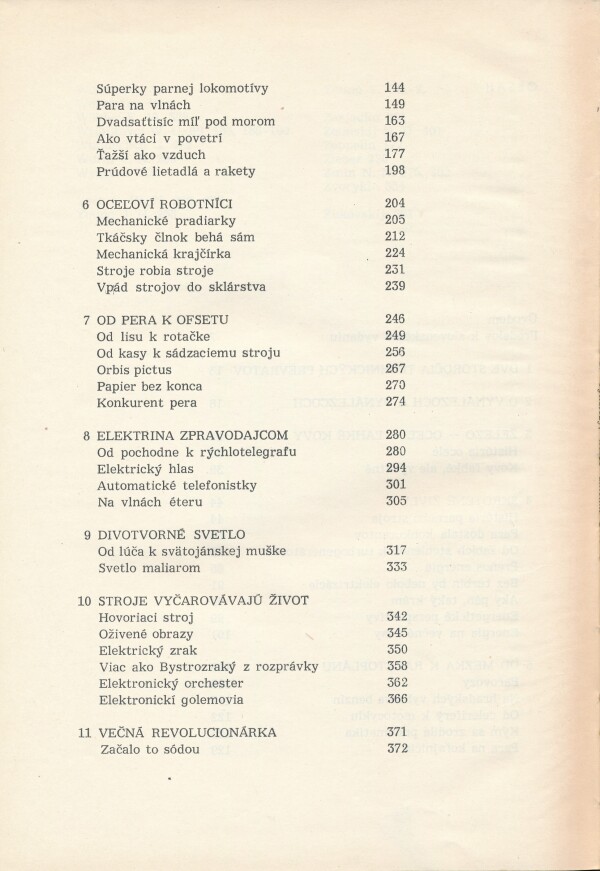 Súperky parnej lokomotívy 144
Para na vlnách 149
Dvadsaťtisíc míľ pod morom 163
Ako vtáci v povetrí 167
Ťažší ako vzduch 177
Prúdové lietadlá a rakety 198
6 OCEĽOVÍ ROBOTNÍCI 204
Mechanické pradiarky 205
Tkáčsky člnok behá sám 212
Mechanická krajčírka 224
Stroje robia stroje 231
Vpád strojov do sklárstva 239
7 OD PERA K OFSETU 246
Od lisu k rotačke 249
Od kasy k sádzaciemu stroju 256
Orbis pictus 267
Papier bez konca 270
Konkurent pera 274
8 ELEKTRINA ZPRAVODAJCOM 280
Od pochodne k rýchlotelegrafu 280
Elektrický hlas 294
Automatické telefonistky 301
Na vlnách éteru 305
9 DIVOTVORNÉ SVETLO
Od lúča k svätojánskej muške 317
Svetlo maliarom 333
10 STROJE VYČAROVÁVAJÚ ŽIVOT
Hovoriaci stroj 342
Oživené obrazy 345
Elektrický zrak 350
Viac ako Bystrozraký z rozprávky 358
Elektronický orchester 362
Elektronickí golemovia 366
11 VEČNÁ REVOLUCIONÁRKA 371
Začalo to sódou 372